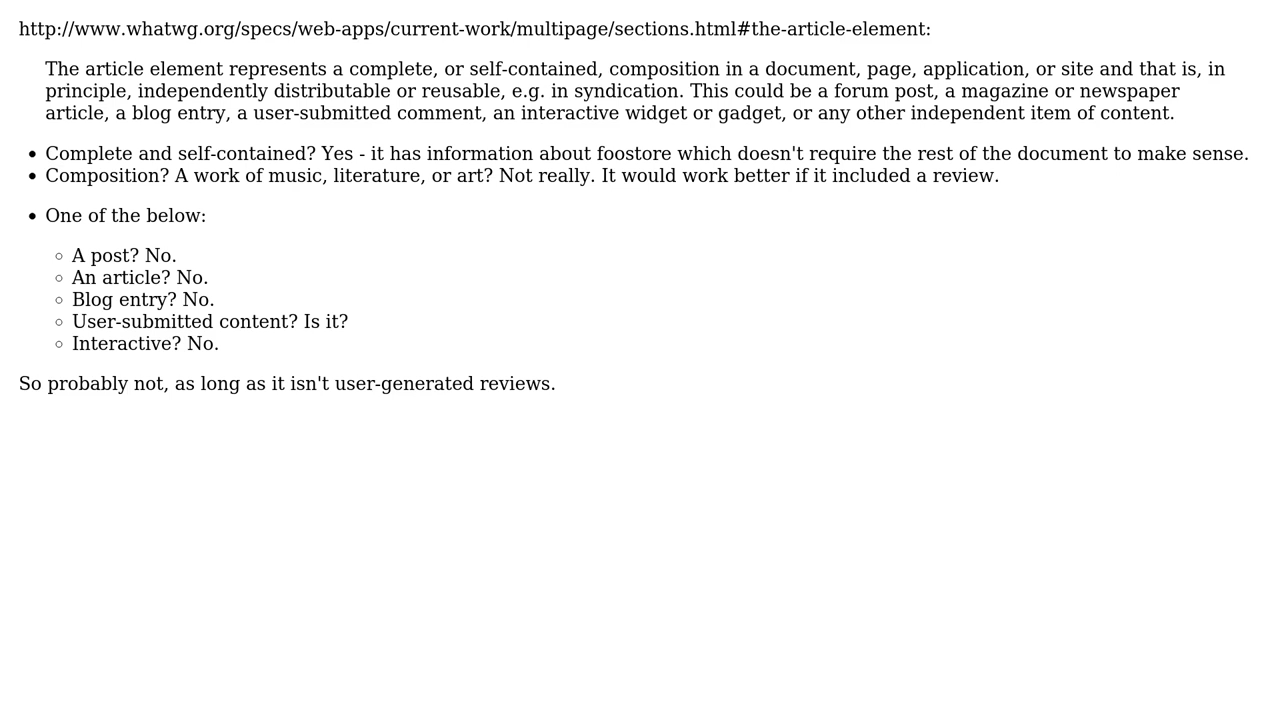 http://www.whatwg.org/specs/web-apps/current-work/multipage/sections.html#the-article-element:
The article element represents a complete, or self-contained, composition in a document, page, application, or site and that is, in
principle, independently distributable or reusable, e.g. in syndication. This could be a forum post, a magazine or newspaper
article, a blog entry, a user-submitted comment, an interactive widget or gadget, or any other independent item of content.
• Complete and self-contained? Yes - it has information about foostore which doesn't require the rest of the document to make sense.
• Composition? A work of music, literature, or art? Not really. It would work better if it included a review.
• One of the below:
◦ A post? No.
◦ An article? No.
◦ Blog entry? No.
◦ User-submitted content? Is it?
◦ Interactive? No.
So probably not, as long as it isn't user-generated reviews.